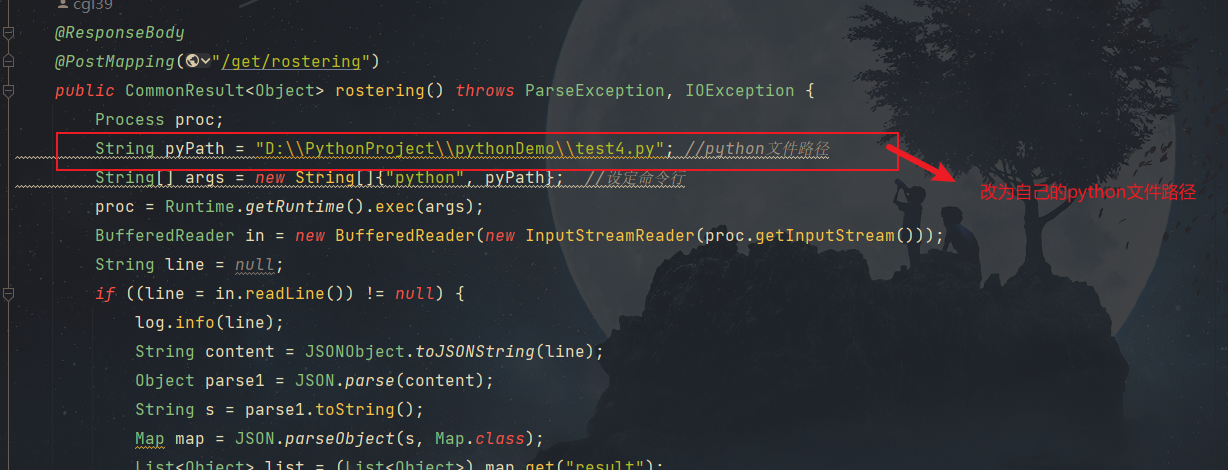 cgl39
@ResponseBody
@PostMapping("/get/rostering")
public CommonResult<Object> rostering() throws ParseException, IOException {
Process proc;
String pyPath = "D:\\PythonProject\\pythonDemo\\test4.py"; //python文件路径
String[] args = new String[]{"python", pyPath}; //设定命令行
改为自己的python文件路径
proc = Runtime.getRuntime().exec(args);
BufferedReader in = new BufferedReader(new InputStreamReader(proc.getInputStream()));
String line = null;
if ((line = in.readLine()) != null) {
log.info(line);
String content = JSONObject.toJSONString(line);
Object parse1 = JSON.parse(content);
String s = parse1.toString();
Map map = JSON.parseObject(s, Map.class);
List<Object> list = (List<Object>) map.get("result");